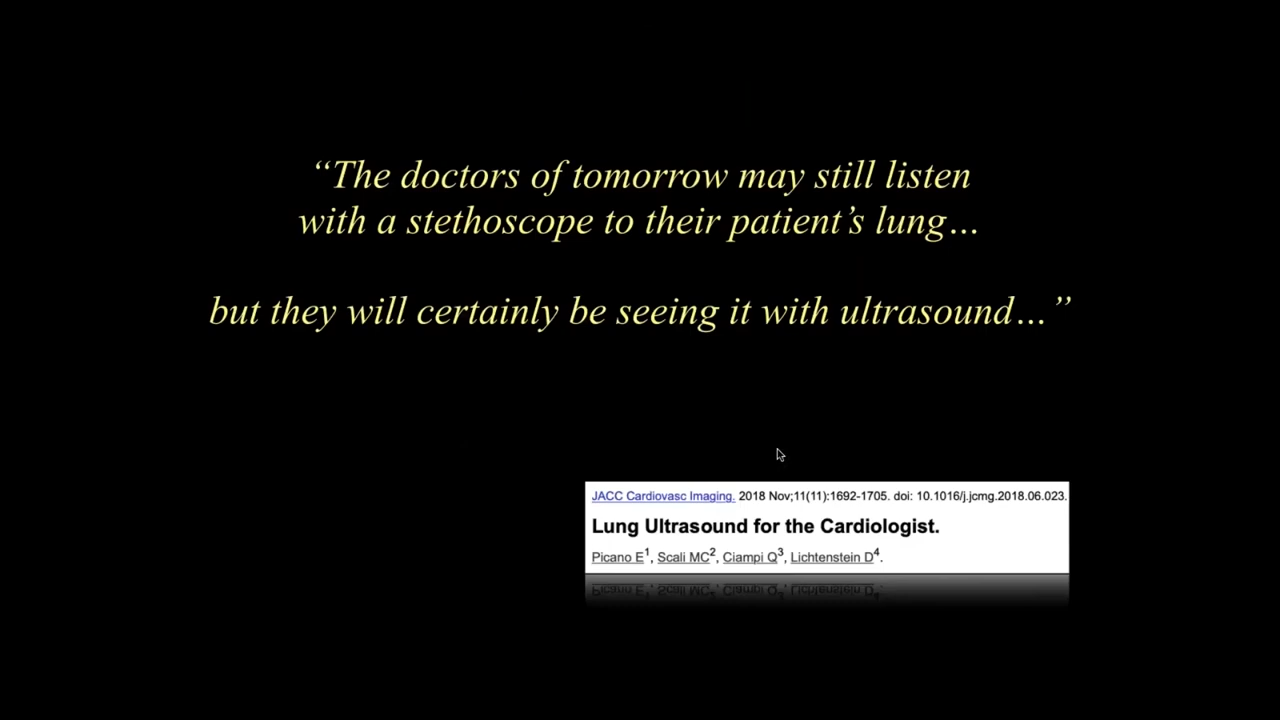 “The doctors of tomorrow may still listen
with a stethoscope to their patient’s lung…
but they will certainly be seeing it with ultrasound…”
JACC Cardiovasc Imaging. 2018 Nov;11(11):1692-1705. doi: 10.1016/j.jcmg.2018.06.023.
Lung Ultrasound for the Cardiologist.
Picano E1, Scali MC2, Ciampi Q3, Lichtenstein D4.